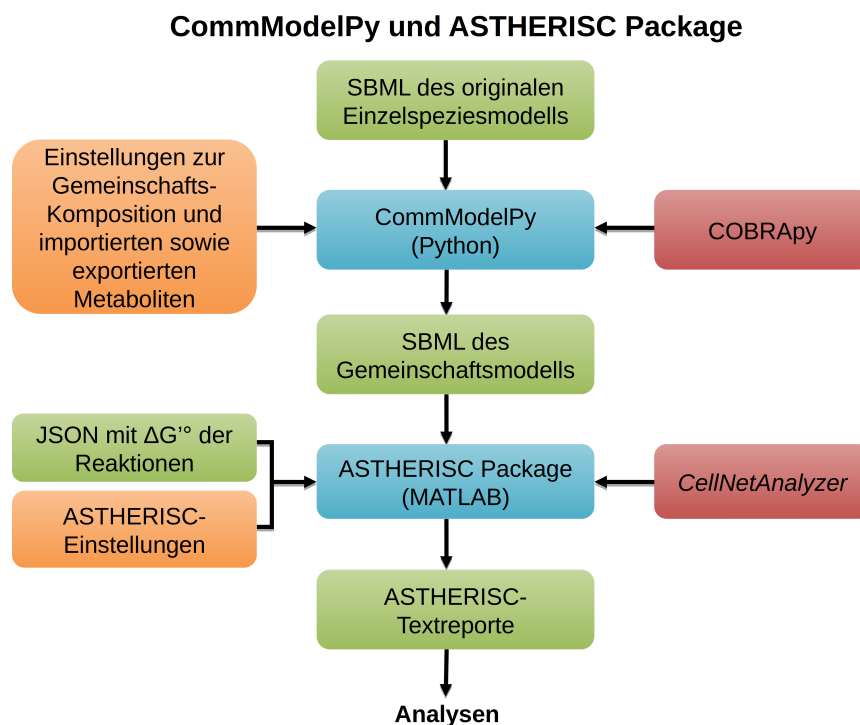 CommModelPy und ASTHERISC Package
SBML des originalen
Einzelspeziesmodells
Einstellungen zur
Gemeinschafts-
Komposition und
importierten sowie
exportierten
Metaboliten
CommModelPy
(Python)
COBRApy
SBML des
Gemeinschaftsmodells
JSON mit ΔG’° der
Reaktionen
ASTHERISC-
Einstellungen
ASTHERISC Package
(MATLAB)
CellNetAnalyzer
ASTHERISC-
Textreporte
Analysen